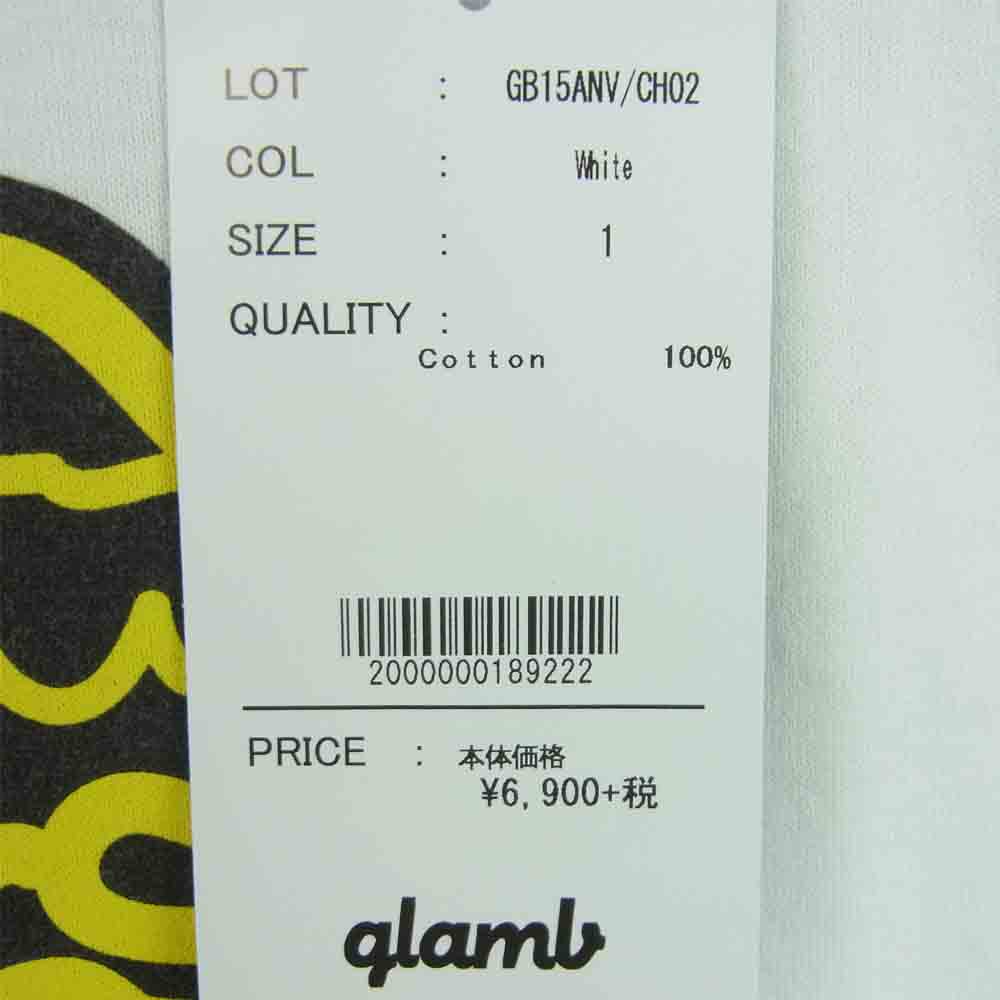 LOT : GB15ANV/CH02
COL : White
SIZE : 1
QUALITY :
Cotton 100%
2000000189222
PRICE : 本体価格
¥6,900+税
glamb